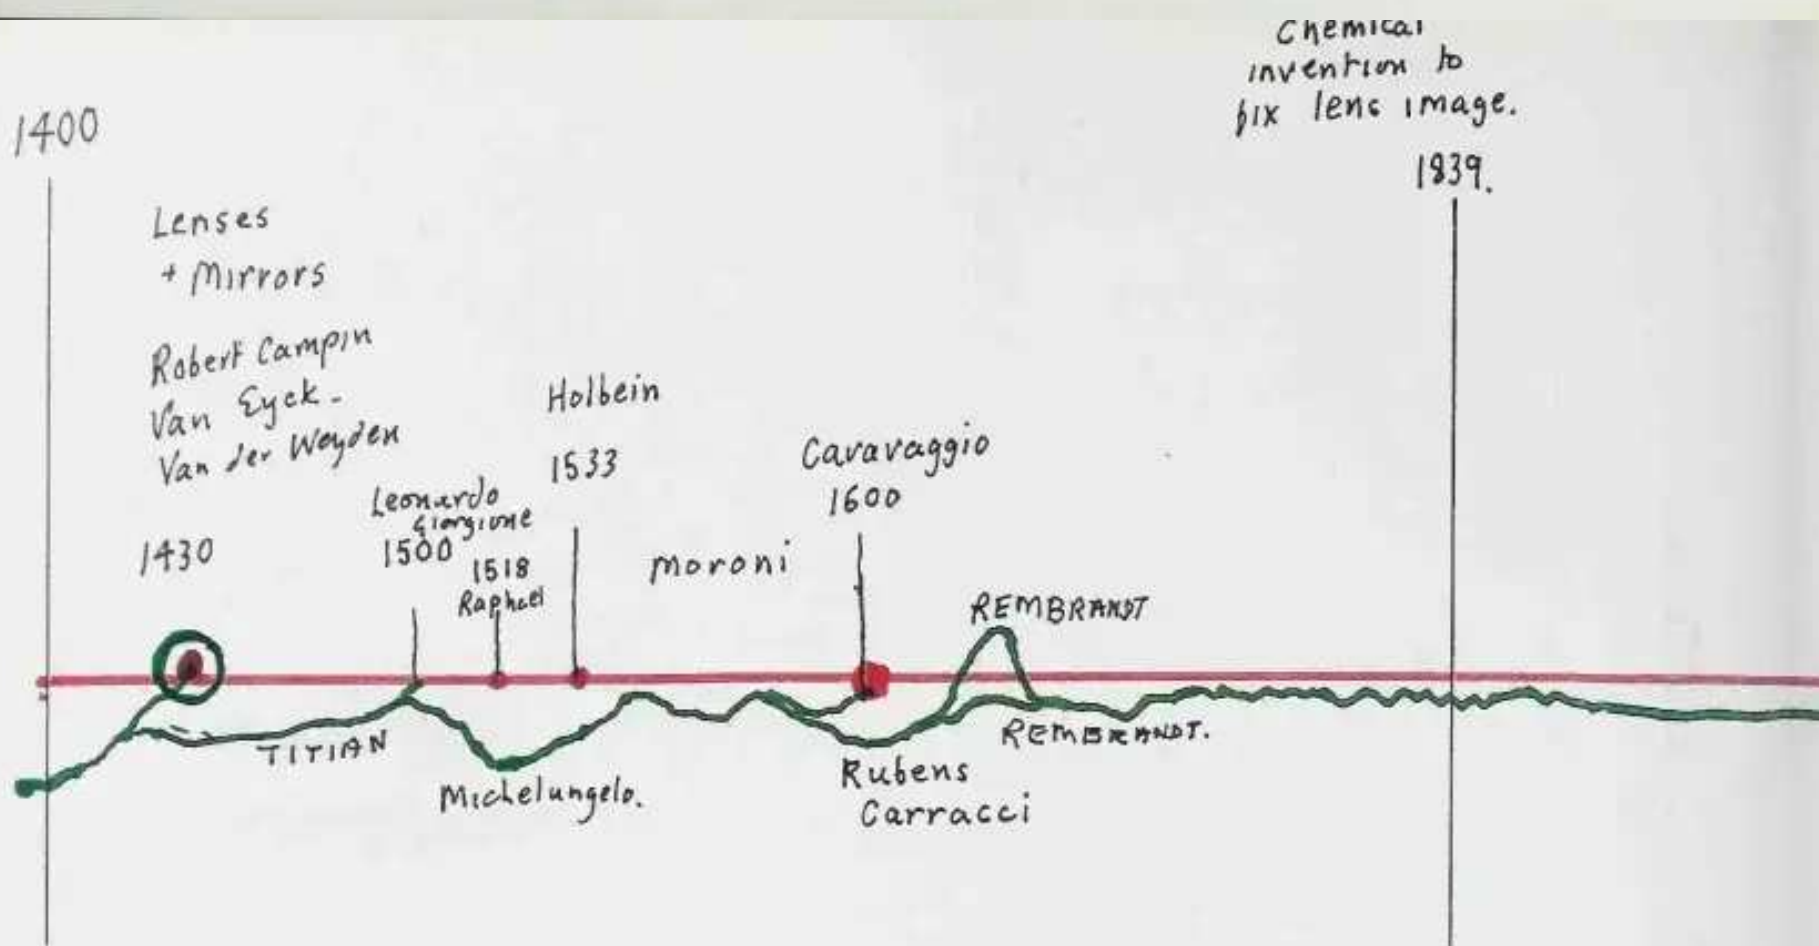 Chemical
invention to
fix lens image.
1839.
1400
Lenses
+ Mirrors
Robert Campin
Van Eyck.
Van der Weyden
1430
Leonardo
Giorgione
1500
1518
Raphael
Holbein
1533
moroni
Caravaggio
1600
REMBRANDT
REMBRANDT.
TITIAN
Michelangelo.
Rubens
Carracci